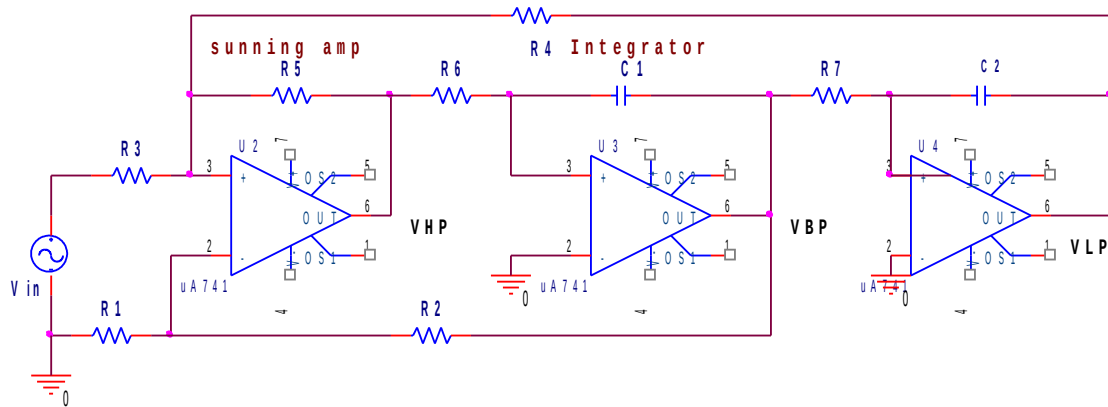 R4
sunning amp
Integrator
R5
R6
C1
R7
C2
R3
U2
7
5
3
+
V+
OS2
6
OUT
VHP
2
-
V-
OS1
1
uA741
4
U3
7
5
3
+
V+
OS2
6
OUT
VBP
2
-
V-
OS1
1
uA741
0
4
U4
7
5
3
+
V+
OS2
6
OUT
VLP
2
-
V-
OS1
1
uA741
0
4
Vin
R1
R2
0